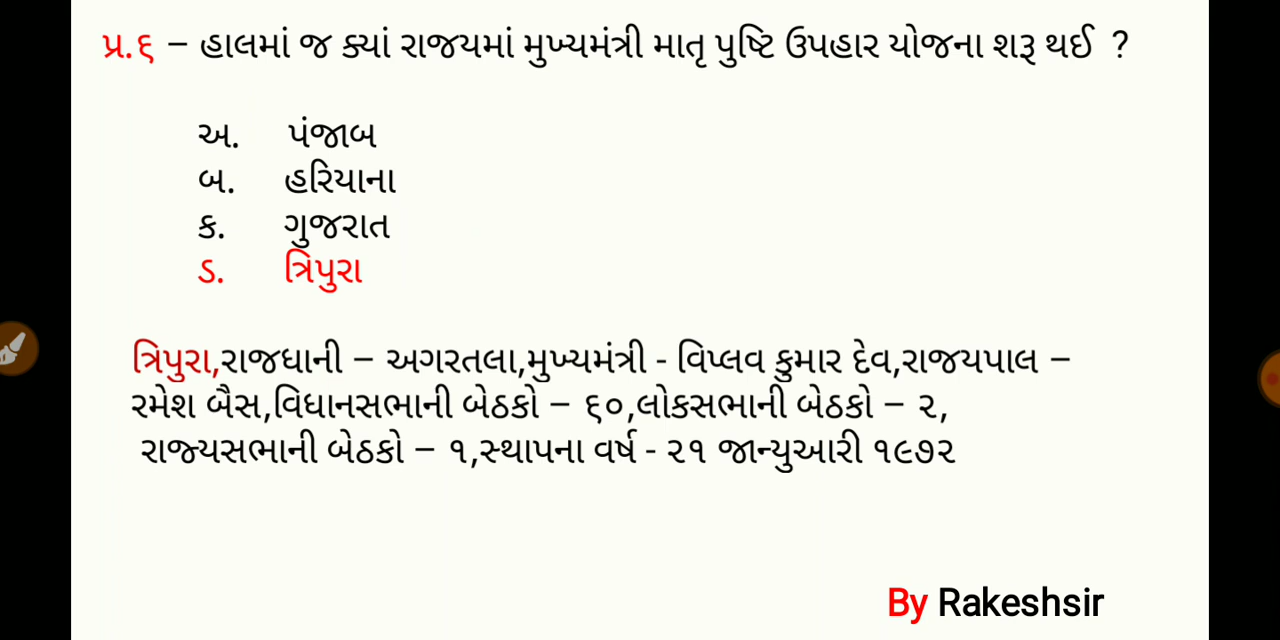 પ્ર.૬ – હાલમાં જ ક્યાં રાજયમાં મુખ્યમંત્રી માતૃ પુષ્ટિ ઉપહાર યોજના શરૂ થઈ ?
અ. પંજાબ
બ. હરિયાના
ક. ગુજરાત
ડ. ત્રિપુરા
ત્રિપુરા,રાજધાની – અગરતલા,મુખ્યમંત્રી - વિપ્લવ કુમાર દેવ,રાજયપાલ –
રમેશ બૈસ,વિધાનસભાની બેઠકો – ૬૦,લોકસભાની બેઠકો – ૨,
રાજ્યસભાની બેઠકો – ૧,સ્થાપના વર્ષ - ૨૧ જાન્યુઆરી ૧૯૭૨
By Rakeshsir